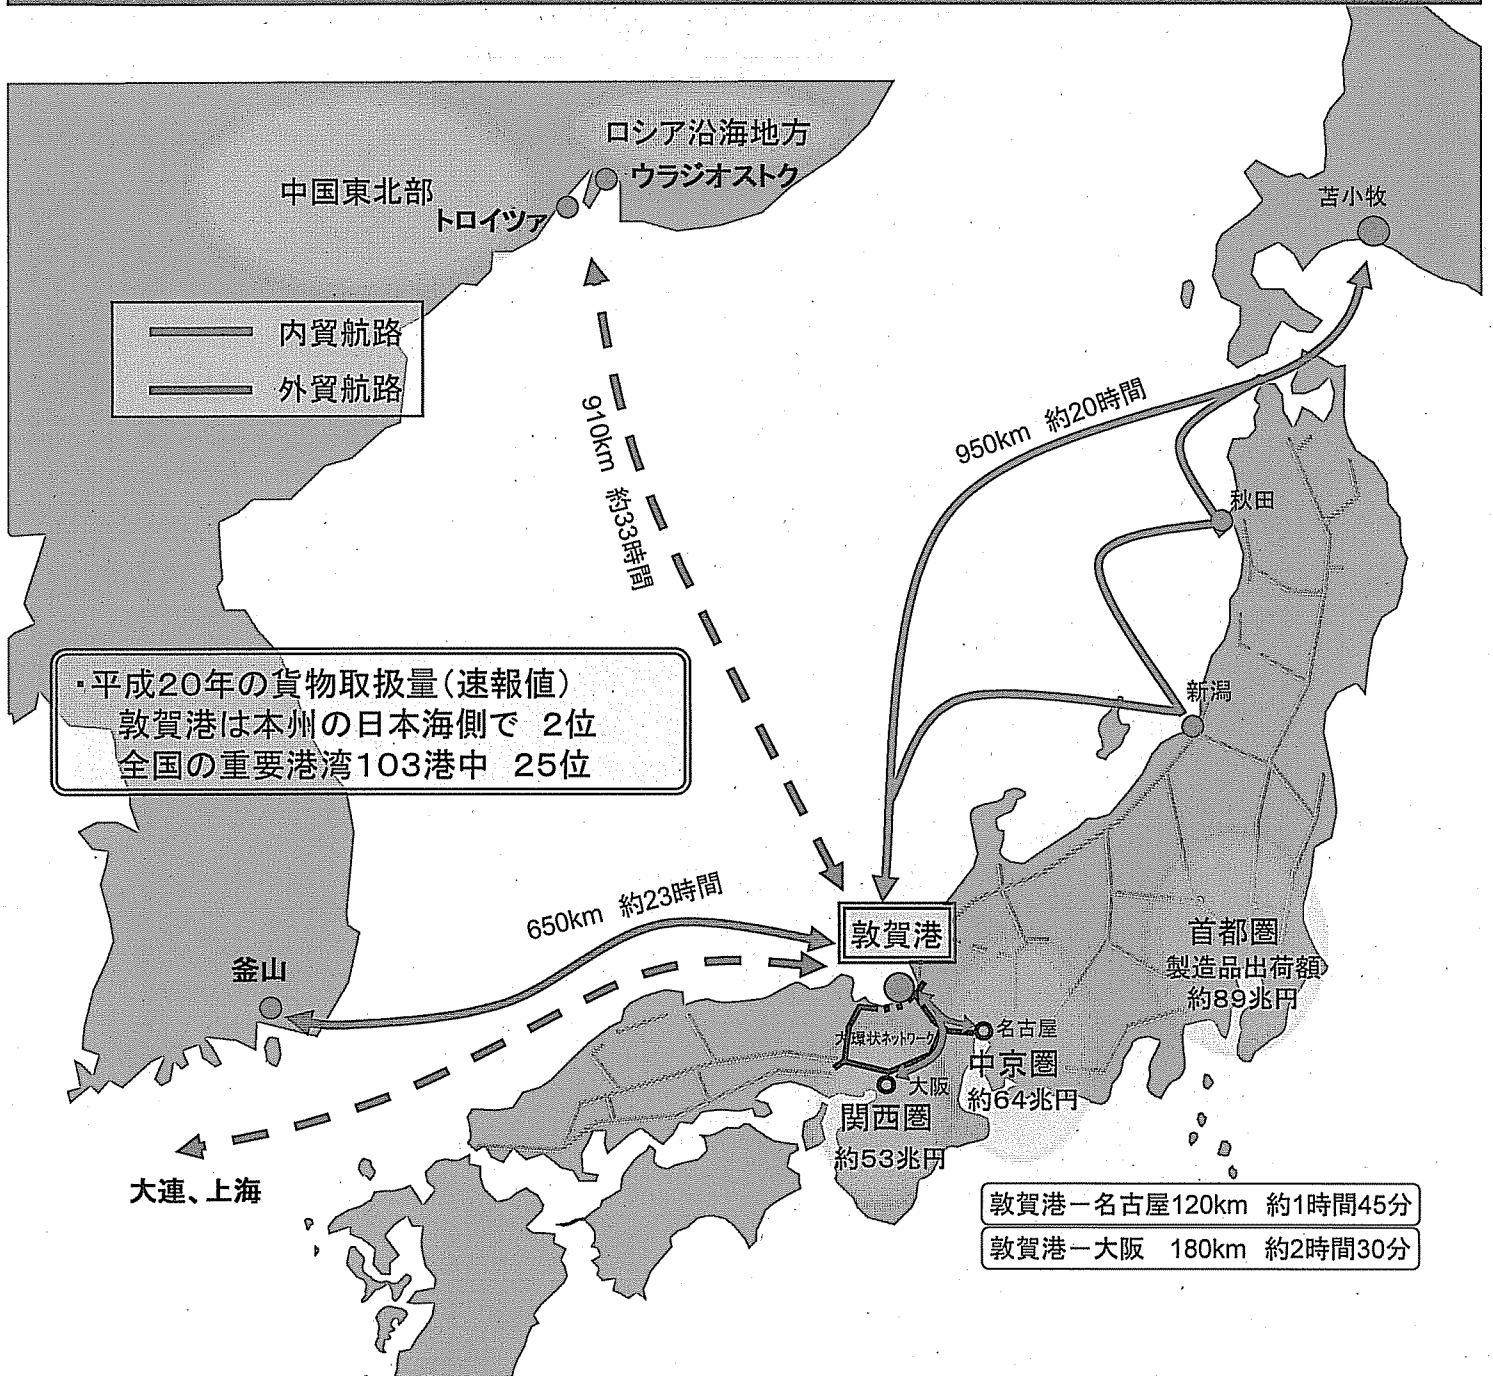 ロシア沿海地方
ウラジオストク
中国東北部
トロイツァ
苫小牧
内貿航路
外貿航路
950km 約20時間
910km 約33時間
秋田
・平成20年の貨物取扱量(速報値)
敦賀港は本州の日本海側で 2位
全国の重要港湾103港中 25位
新潟
650km 約23時間
敦賀港
首都圏
製造品出荷額
約89兆円
釜山
名古屋
大環状ネットワーク
中京圏
約64兆円
大阪
関西圏
約53兆円
大連、上海
敦賀港ー名古屋120km 約1時間45分
敦賀港ー大阪 180km 約2時間30分